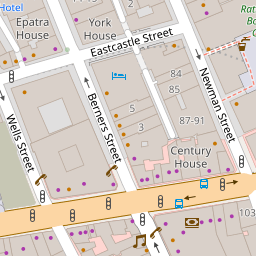 Hotel
Epatra
House
York
House
Eastcastle Street
Newman Street
84
85
5
3
87-91
Berners Street
Wells Street
Century
House
103